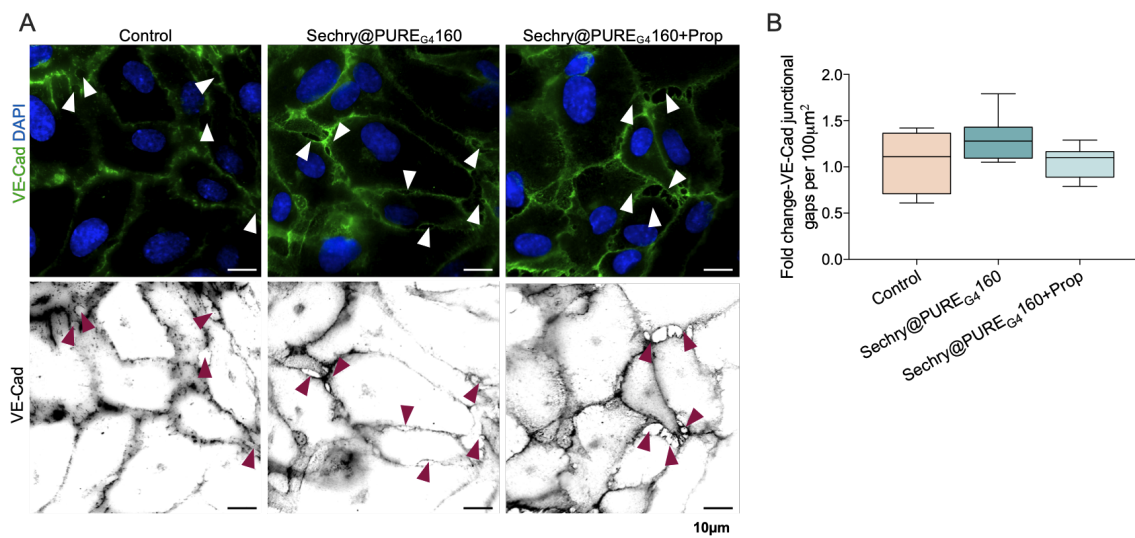 A
Control
Sechry@PUREG4160
Sechry@PUREG4160+Prop
VE-Cad DAPI
VE-Cad
10µm
B
Fold change-VE-Cad junctional
gaps per 100µm2
2.0
1.5
1.0
0.5
0.0
Control
Sechry@PUREG4160
Sechry@PUREG4160+Prop